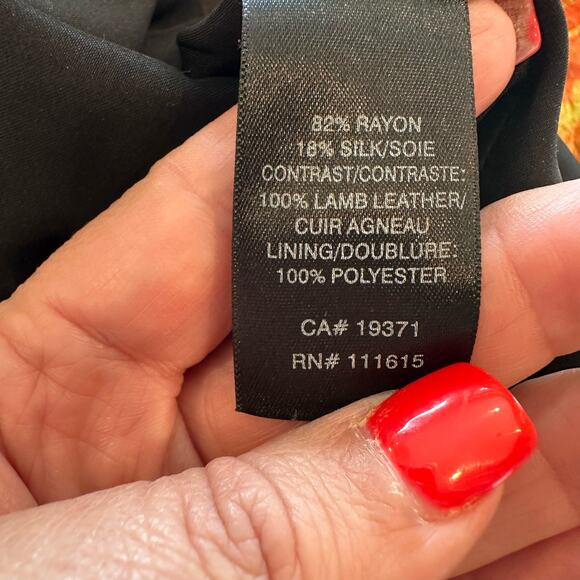 82% RAYON
18% SILK/SOIE
CONTRAST/CONTRASTE:
100% LAMB LEATHER/
CUIR AGNEAU
LINING/DOUBLURE:
100% POLYESTER
CA# 19371
RN# 111615